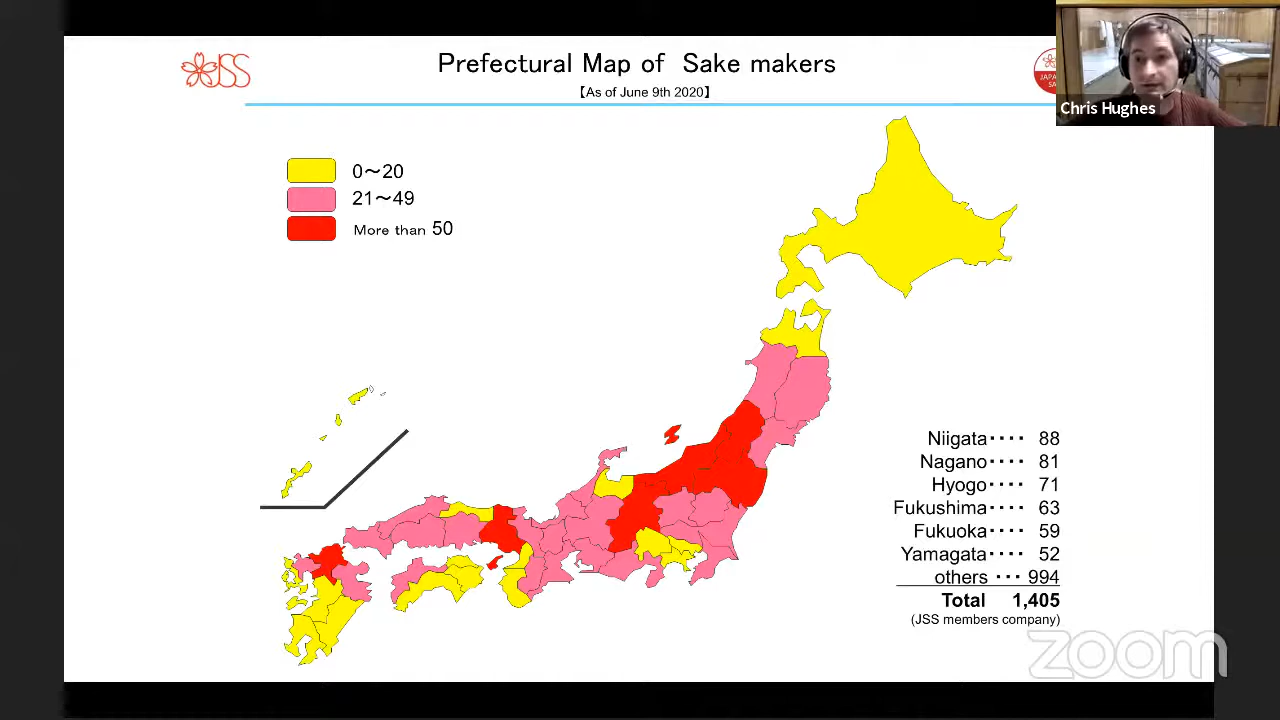 JSS
Prefectural Map of Sake makers
【As of June 9th 2020】
Chris Hughes
0～20
21～49
More than 50
Niigata‥‥ 88
Nagano‥‥ 81
Hyogo‥‥ 71
Fukushima‥‥ 63
Fukuoka‥‥ 59
Yamagata‥‥ 52
others ‥‥ 994
Total 1,405
(JSS members company)
zoom